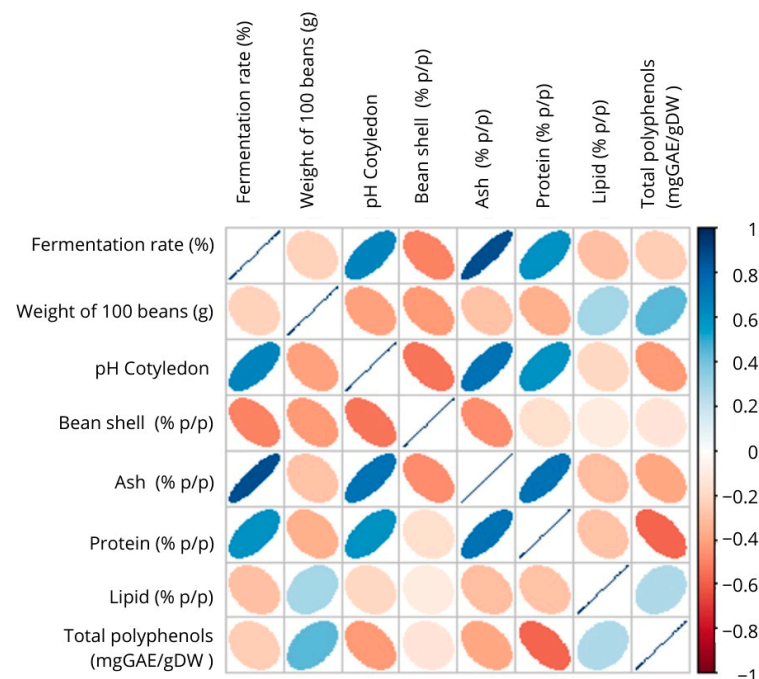 Fermentation rate (%)
Weight of 100 beans (g)
pH Cotyledon
Bean shell (% p/p)
Ash (% p/p)
Protein (% p/p)
Lipid (% p/p)
Total polyphenols
(mgGAE/gDW )
Fermentation rate (%)
Weight of 100 beans (g)
pH Cotyledon
Bean shell (% p/p)
Ash (% p/p)
Protein (% p/p)
Lipid (% p/p)
Total polyphenols
(mgGAE/gDW )
1
0.8
0.6
0.4
0.2
0
−0.2
−0.4
−0.6
−0.8
−1